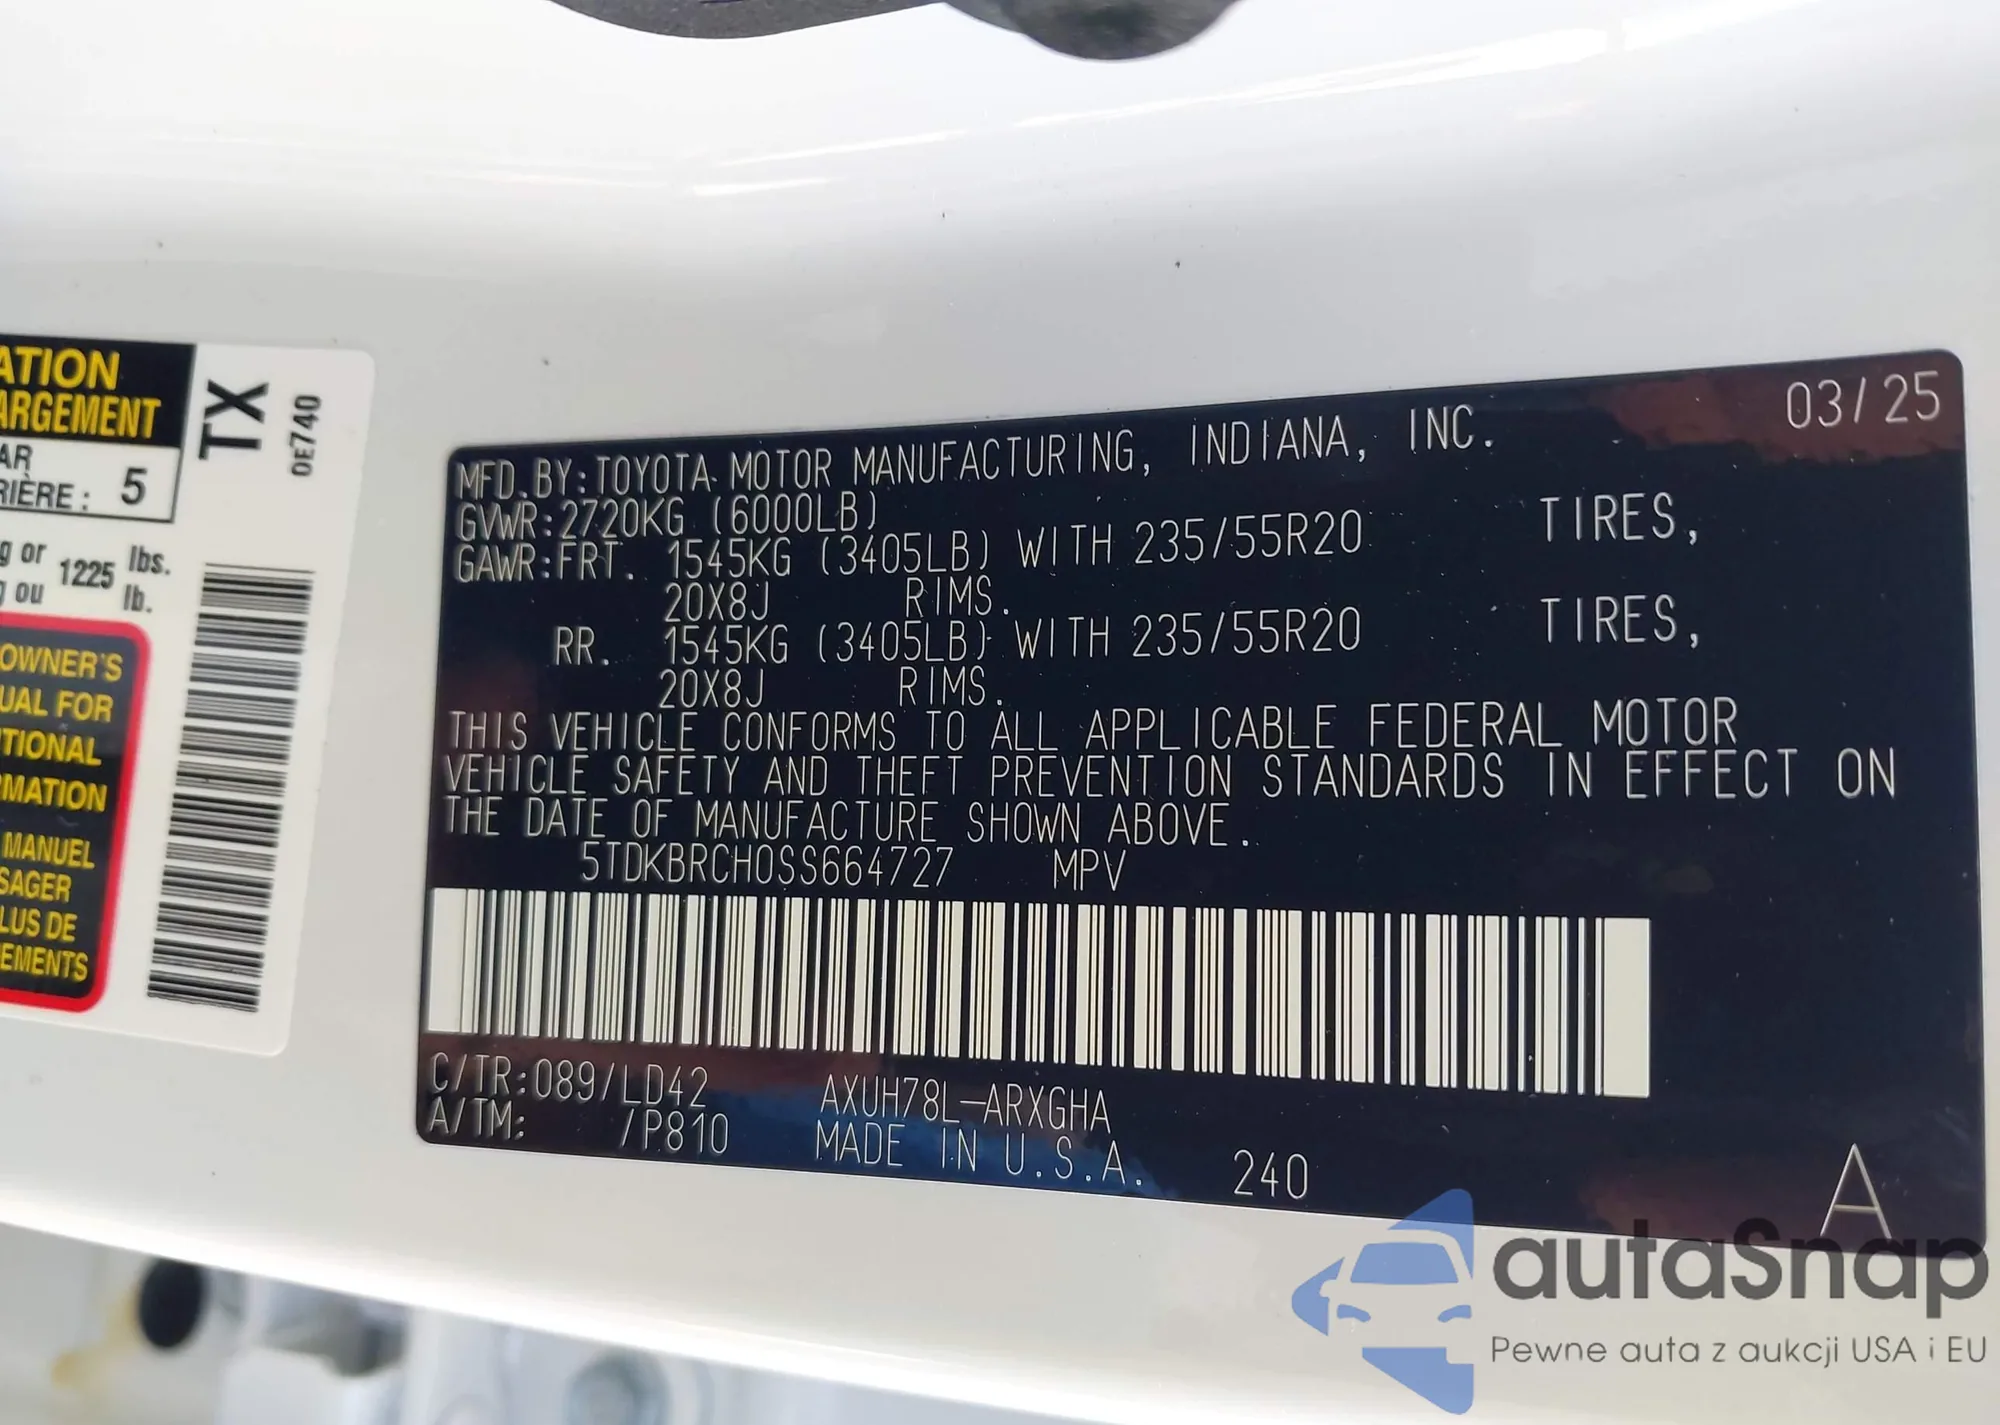 ATION
ARGEMENT
AR
RIÈRE : 5
g or 1225 lbs.
g ou lb.
OWNER'S
UAL FOR
TIONAL
RMATION
MANUEL
SAGER
LUS DE
EMENTS
TX
0E740
03/25
MFD.BY:TOYOTA MOTOR MANUFACTURING, INDIANA, INC.
GVWR:2720KG (6000LB)
GAWR:FRT. 1545KG (3405LB) WITH 235/55R20 TIRES,
20X8J RIMS.
RR. 1545KG (3405LB) WITH 235/55R20 TIRES,
20X8J RIMS.
THIS VEHICLE CONFORMS TO ALL APPLICABLE FEDERAL MOTOR
VEHICLE SAFETY AND THEFT PREVENTION STANDARDS IN EFFECT ON
THE DATE OF MANUFACTURE SHOWN ABOVE.
5TDKBRCH0SS664727 MPV
C/TR:089/LD42 AXUH78L-ARXGHA
A/TM: /P810 MADE IN U.S.A. 240
A
autaSnap
Pewne auta z aukcji USA i EU